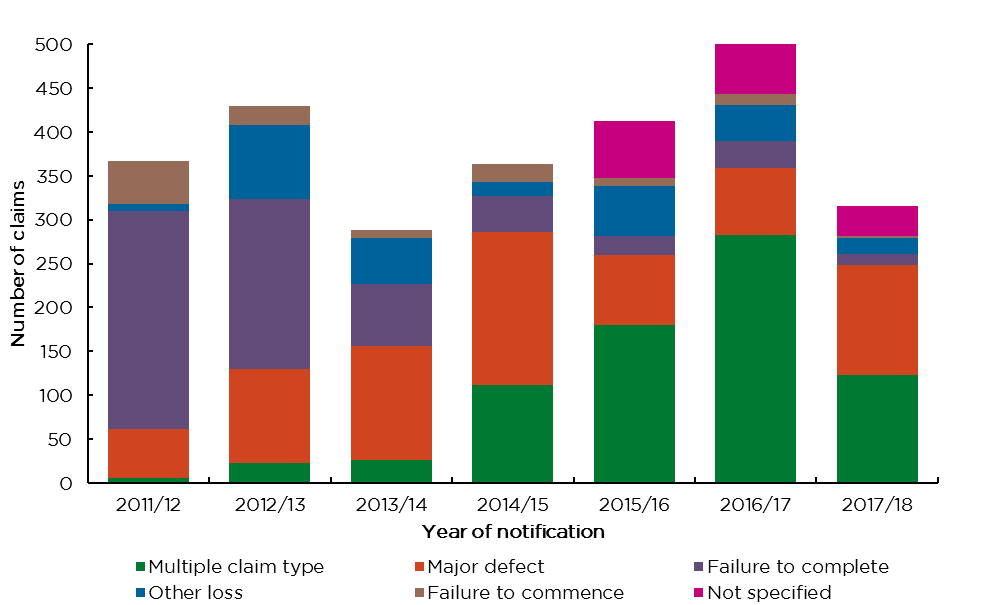 500
450
400
350
300
250
200
150
100
50
0
Number of claims
2011/12 2012/13 2013/14 2014/15 2015/16 2016/17 2017/18
Year of notification
Multiple claim type Major defect Failure to complete
Other loss Failure to commence Not specified